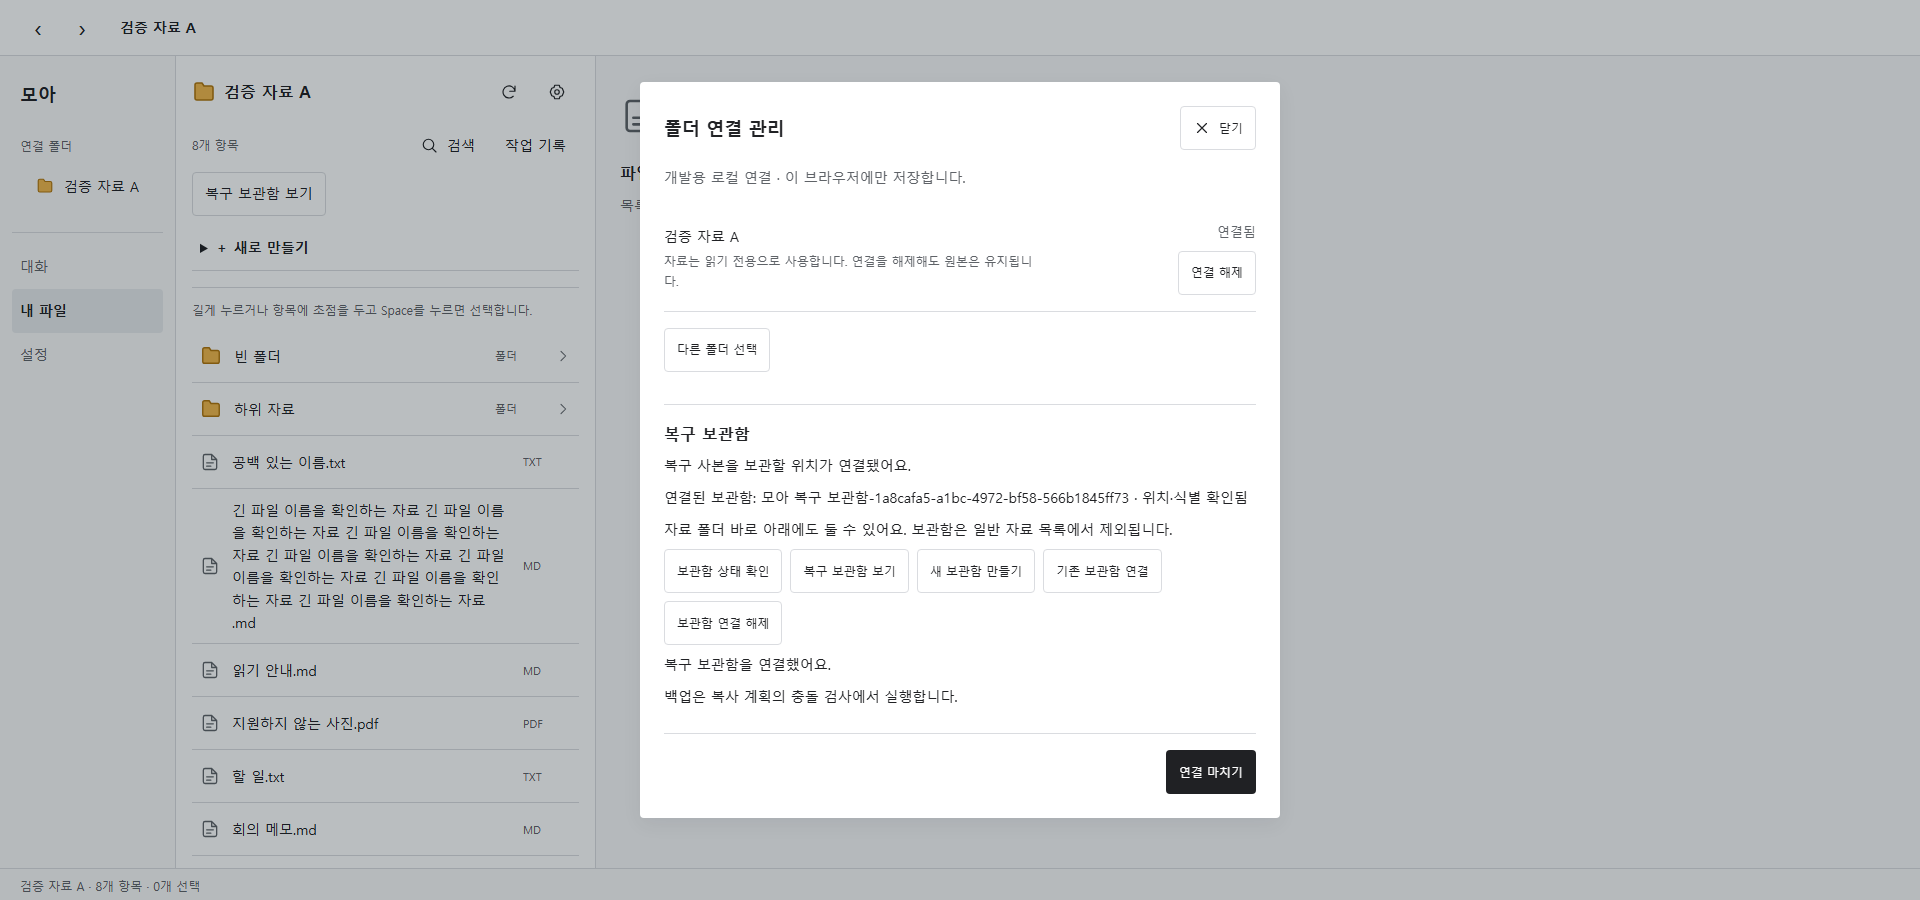 검증 자료 A
모아
연결 폴더
검증 자료 A
대화
내 파일
설정
검증 자료 A
8개 항목
검색
작업 기록
복구 보관함 보기
+ 새로 만들기
길게 누르거나 항목에 초점을 두고 Space를 누르면 선택합니다.
빈 폴더 폴더
하위 자료 폴더
공백 있는 이름.txt TXT
긴 파일 이름을 확인하는 자료 긴 파일 이름
을 확인하는 자료 긴 파일 이름을 확인하는
자료 긴 파일 이름을 확인하는 자료 긴 파일
이름을 확인하는 자료 긴 파일 이름을 확인
하는 자료 긴 파일 이름을 확인하는 자료
.md
MD
읽기 안내.md MD
지원하지 않는 사진.pdf PDF
할 일.txt TXT
회의 메모.md MD
파
목록
폴더 연결 관리
닫기
개발용 로컬 연결 · 이 브라우저에만 저장합니다.
검증 자료 A
연결됨
자료는 읽기 전용으로 사용합니다. 연결을 해제해도 원본은 유지됩니
다.
연결 해제
다른 폴더 선택
복구 보관함
복구 사본을 보관할 위치가 연결됐어요.
연결된 보관함: 모아 복구 보관함-1a8cafa5-a1bc-4972-bf58-566b1845ff73 · 위치·식별 확인됨
자료 폴더 바로 아래에도 둘 수 있어요. 보관함은 일반 자료 목록에서 제외됩니다.
보관함 상태 확인
복구 보관함 보기
새 보관함 만들기
기존 보관함 연결
보관함 연결 해제
복구 보관함을 연결했어요.
백업은 복사 계획의 충돌 검사에서 실행합니다.
연결 마치기
검증 자료 A · 8개 항목 · 0개 선택